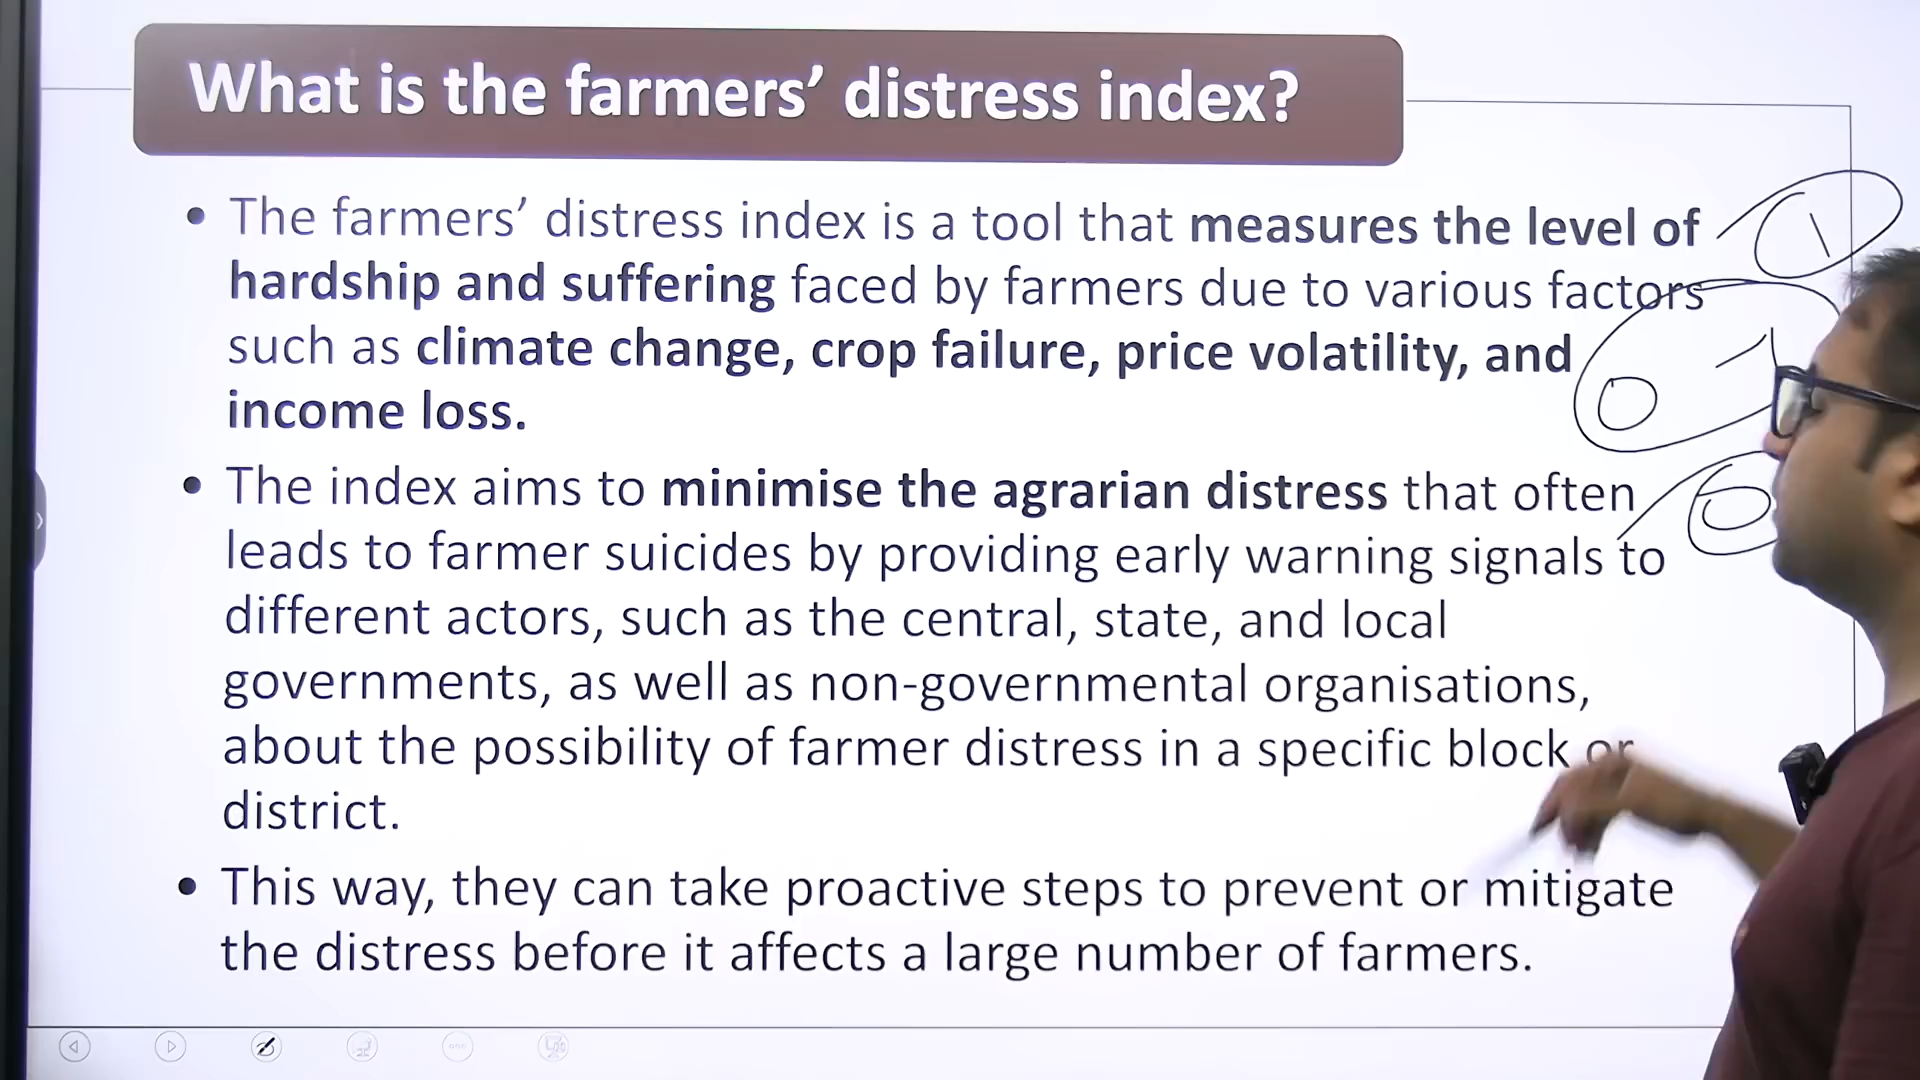 What is the farmers’ distress index?
• The farmers’ distress index is a tool that measures the level of
hardship and suffering faced by farmers due to various factors
such as climate change, crop failure, price volatility, and
income loss.
• The index aims to minimise the agrarian distress that often
leads to farmer suicides by providing early warning signals to
different actors, such as the central, state, and local
governments, as well as non-governmental organisations,
about the possibility of farmer distress in a specific block or
district.
• This way, they can take proactive steps to prevent or mitigate
the distress before it affects a large number of farmers.
1
0 - 1
0